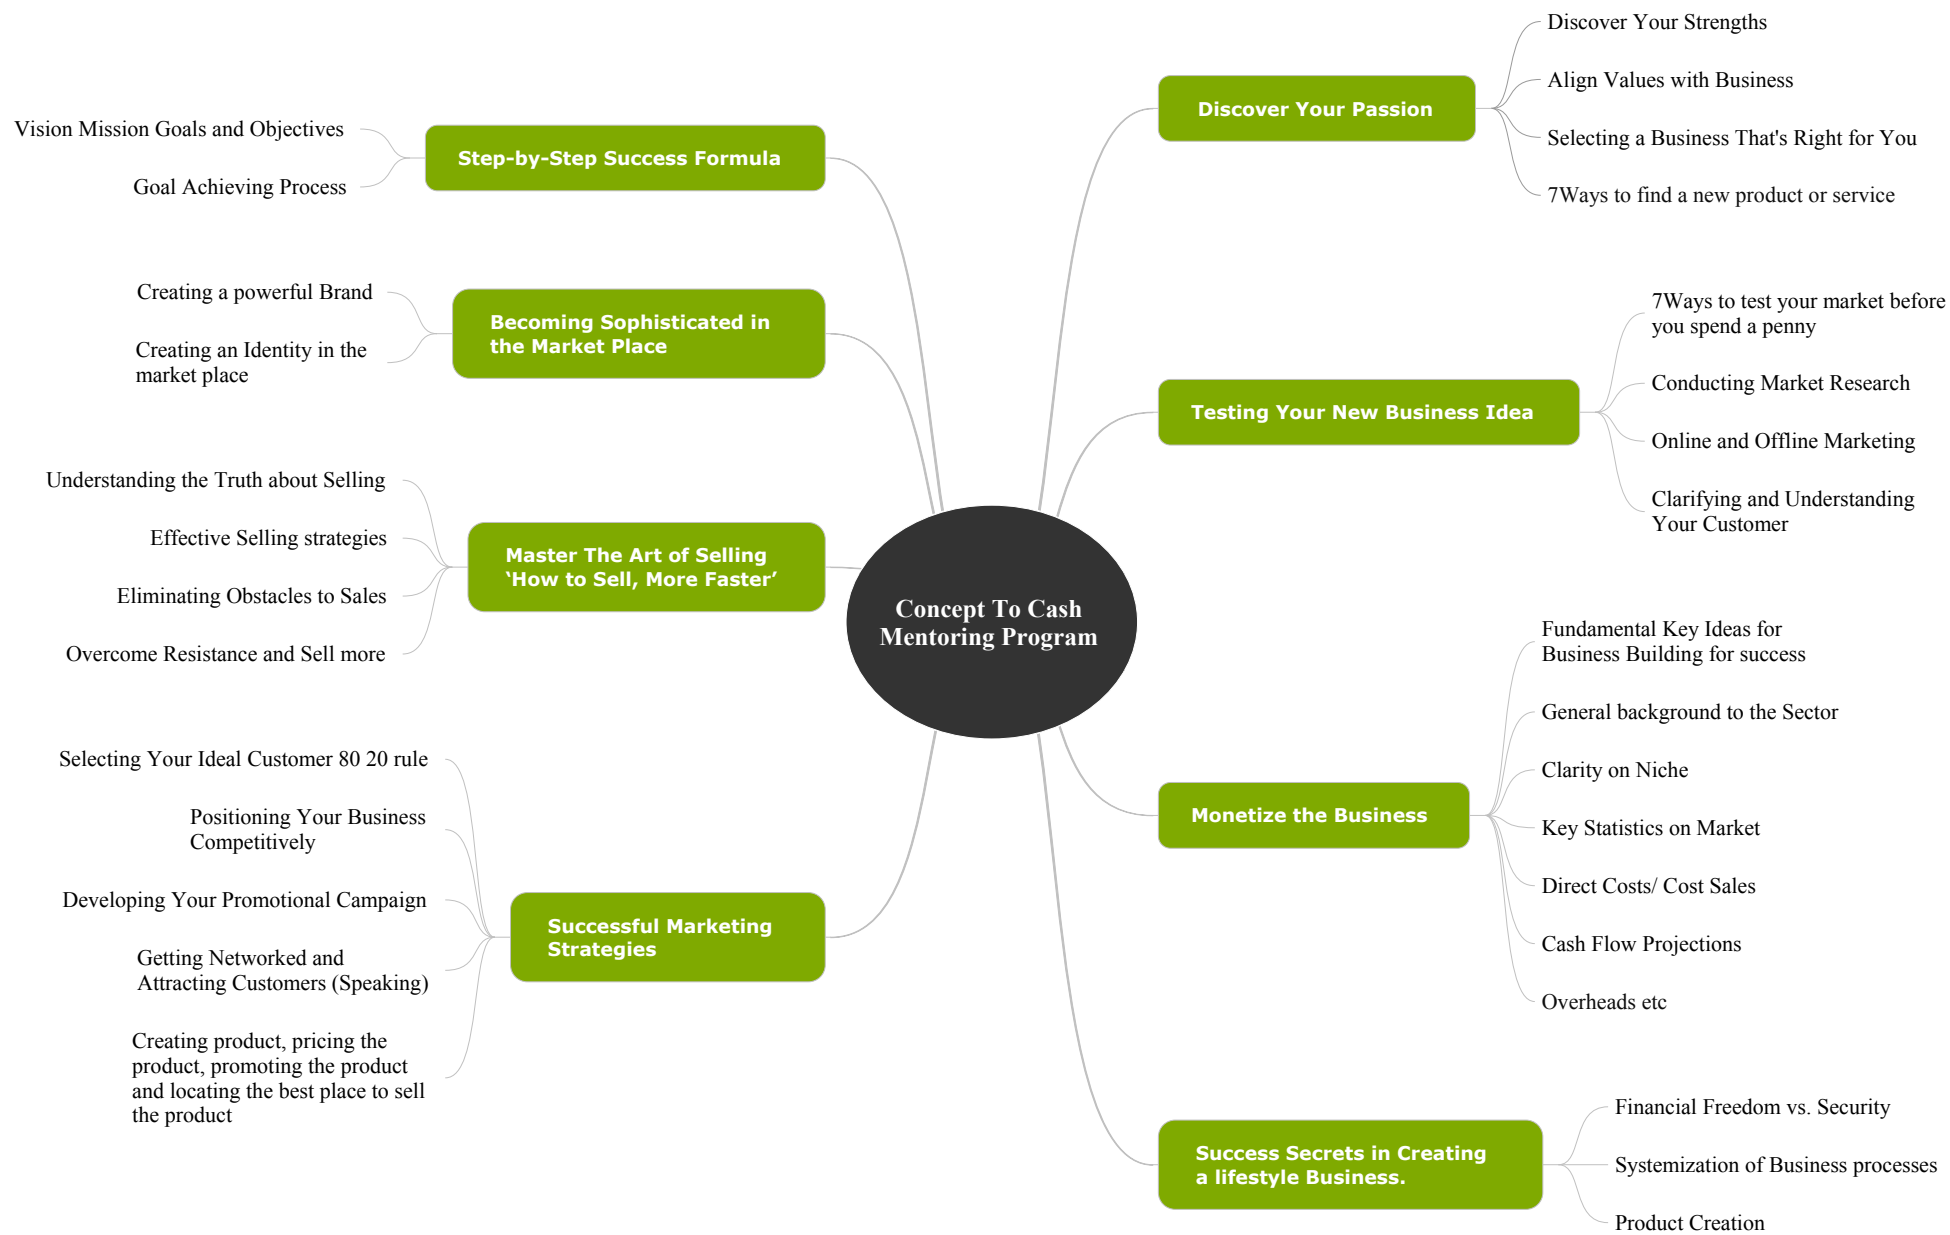 Concept To Cash
Mentoring Program
Discover Your Passion
Discover Your Strengths
Align Values with Business
Selecting a Business That's Right for You
7Ways to find a new product or service
Testing Your New Business Idea
7Ways to test your market before
you spend a penny
Conducting Market Research
Online and Offline Marketing
Clarifying and Understanding
Your Customer
Monetize the Business
Fundamental Key Ideas for
Business Building for success
General background to the Sector
Clarity on Niche
Key Statistics on Market
Direct Costs/ Cost Sales
Cash Flow Projections
Overheads etc
Success Secrets in Creating
a lifestyle Business.
Financial Freedom vs. Security
Systemization of Business processes
Product Creation
Successful Marketing
Strategies
Selecting Your Ideal Customer 80 20 rule
Positioning Your Business
Competitively
Developing Your Promotional Campaign
Getting Networked and
Attracting Customers (Speaking)
Creating product, pricing the
product, promoting the product
and locating the best place to sell
the product
Master The Art of Selling
‘How to Sell, More Faster’
Understanding the Truth about Selling
Effective Selling strategies
Eliminating Obstacles to Sales
Overcome Resistance and Sell more
Becoming Sophisticated in
the Market Place
Creating a powerful Brand
Creating an Identity in the
market place
Step-by-Step Success Formula
Vision Mission Goals and Objectives
Goal Achieving Process